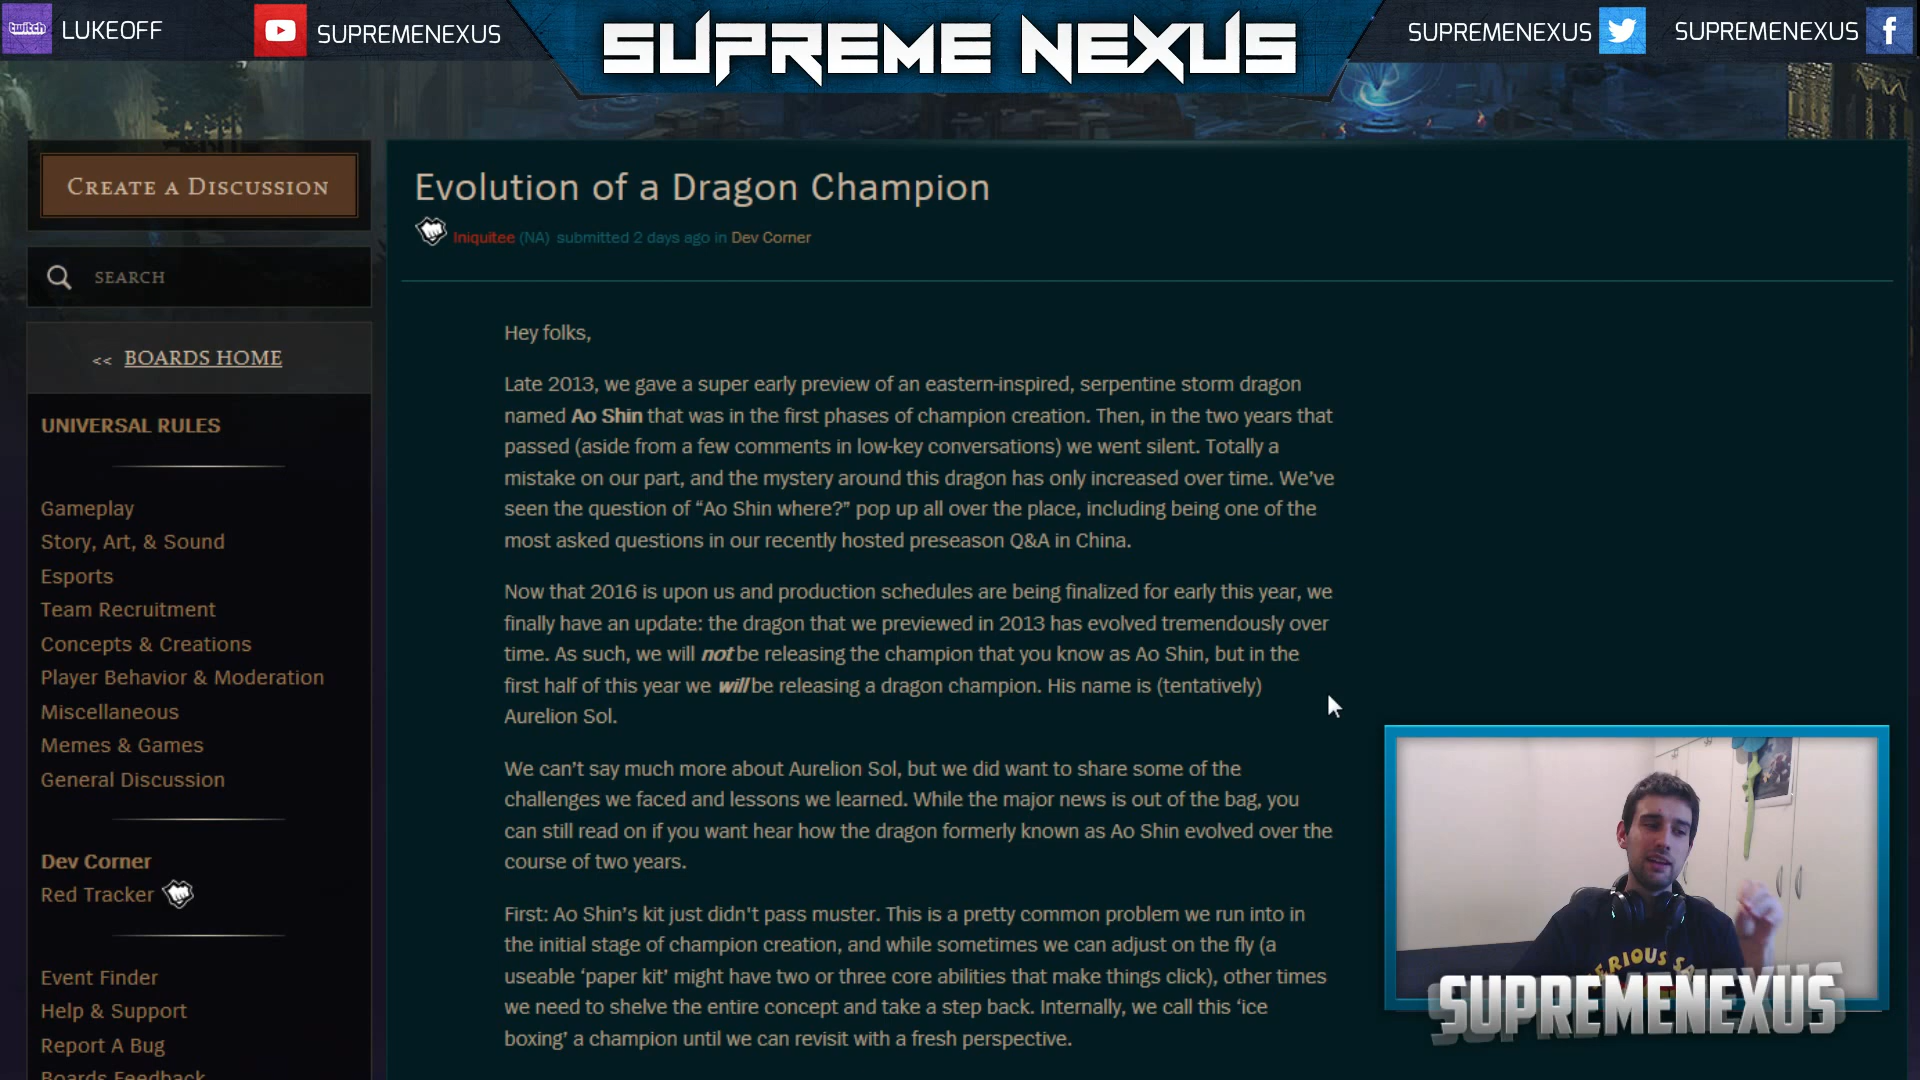 twitch LUKEOFF
SUPREMENEXUS
SUPREME NEXUS
SUPREMENEXUS
SUPREMENEXUS
CREATE A DISCUSSION
SEARCH
<< BOARDS HOME
UNIVERSAL RULES
Gameplay
Story, Art, & Sound
Esports
Team Recruitment
Concepts & Creations
Player Behavior & Moderation
Miscellaneous
Memes & Games
General Discussion
Dev Corner
Red Tracker
Event Finder
Help & Support
Report A Bug
Boards Feedback
Evolution of a Dragon Champion
Iniquitee (NA) submitted 2 days ago in Dev Corner
Hey folks,
Late 2013, we gave a super early preview of an eastern-inspired, serpentine storm dragon
named Ao Shin that was in the first phases of champion creation. Then, in the two years that
passed (aside from a few comments in low-key conversations) we went silent. Totally a
mistake on our part, and the mystery around this dragon has only increased over time. We've
seen the question of “Ao Shin where?” pop up all over the place, including being one of the
most asked questions in our recently hosted preseason Q&A in China.
Now that 2016 is upon us and production schedules are being finalized for early this year, we
finally have an update: the dragon that we previewed in 2013 has evolved tremendously over
time. As such, we will not be releasing the champion that you know as Ao Shin, but in the
first half of this year we will be releasing a dragon champion. His name is (tentatively)
Aurelion Sol.
We can't say much more about Aurelion Sol, but we did want to share some of the
challenges we faced and lessons we learned. While the major news is out of the bag, you
can still read on if you want hear how the dragon formerly known as Ao Shin evolved over the
course of two years.
First: Ao Shin's kit just didn't pass muster. This is a pretty common problem we run into in
the initial stage of champion creation, and while sometimes we can adjust on the fly (a
useable ‘paper kit’ might have two or three core abilities that make things click), other times
we need to shelve the entire concept and take a step back. Internally, we call this ‘ice
boxing’ a champion until we can revisit with a fresh perspective.
SUPREMENEXUS